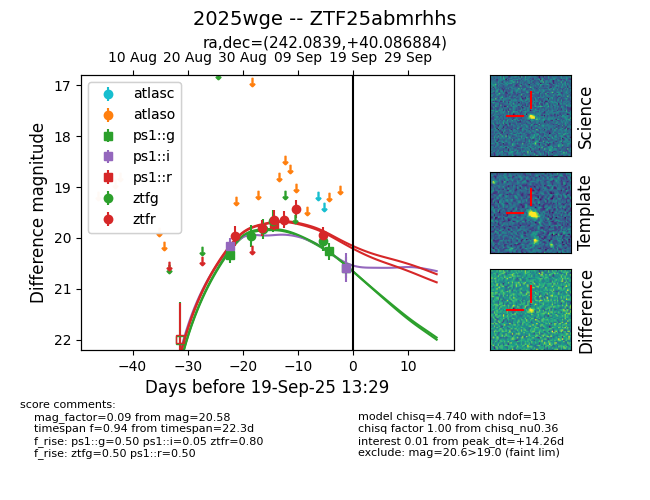 2025wge -- ZTF25abmrhhs
ra,dec=(242.0839,+40.086884)
10 Aug 20 Aug 30 Aug 09 Sep 19 Sep 29 Sep
17
18
19
20
21
22
Difference magnitude
atlasc
atlaso
ps1::g
ps1::i
ps1::r
ztfg
ztfr
−40 −30 −20 −10 0 10
Days before 19-Sep-25 13:29
Science
Template
Difference
score comments:
mag_factor=0.09 from mag=20.58
timespan f=0.94 from timespan=22.3d
f_rise: ps1::g=0.50 ps1::i=0.05 ztfr=0.80
f_rise: ztfg=0.50 ps1::r=0.50
model chisq=4.740 with ndof=13
chisq factor 1.00 from chisq_nu0.36
interest 0.01 from peak_dt=+14.26d
exclude: mag=20.6>19.0 (faint lim)